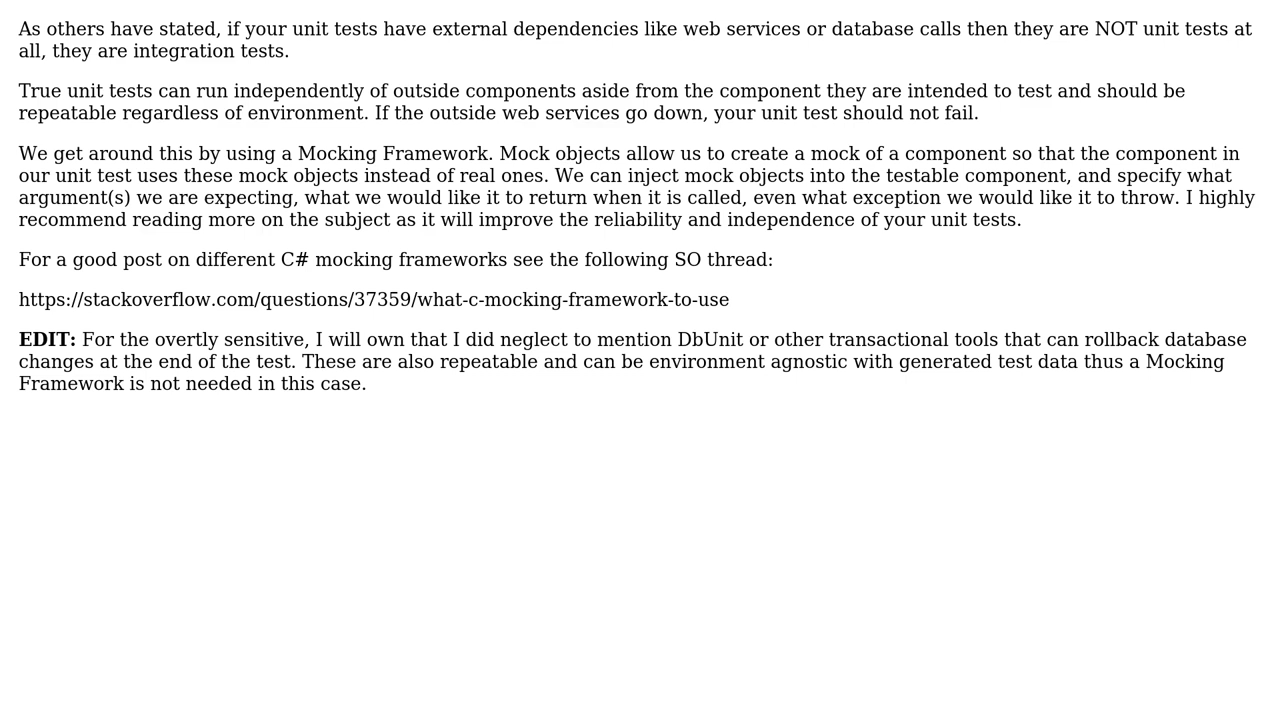 As others have stated, if your unit tests have external dependencies like web services or database calls then they are NOT unit tests at
all, they are integration tests.
True unit tests can run independently of outside components aside from the component they are intended to test and should be
repeatable regardless of environment. If the outside web services go down, your unit test should not fail.
We get around this by using a Mocking Framework. Mock objects allow us to create a mock of a component so that the component in
our unit test uses these mock objects instead of real ones. We can inject mock objects into the testable component, and specify what
argument(s) we are expecting, what we would like it to return when it is called, even what exception we would like it to throw. I highly
recommend reading more on the subject as it will improve the reliability and independence of your unit tests.
For a good post on different C# mocking frameworks see the following SO thread:
https://stackoverflow.com/questions/37359/what-c-mocking-framework-to-use
EDIT: For the overtly sensitive, I will own that I did neglect to mention DbUnit or other transactional tools that can rollback database
changes at the end of the test. These are also repeatable and can be environment agnostic with generated test data thus a Mocking
Framework is not needed in this case.